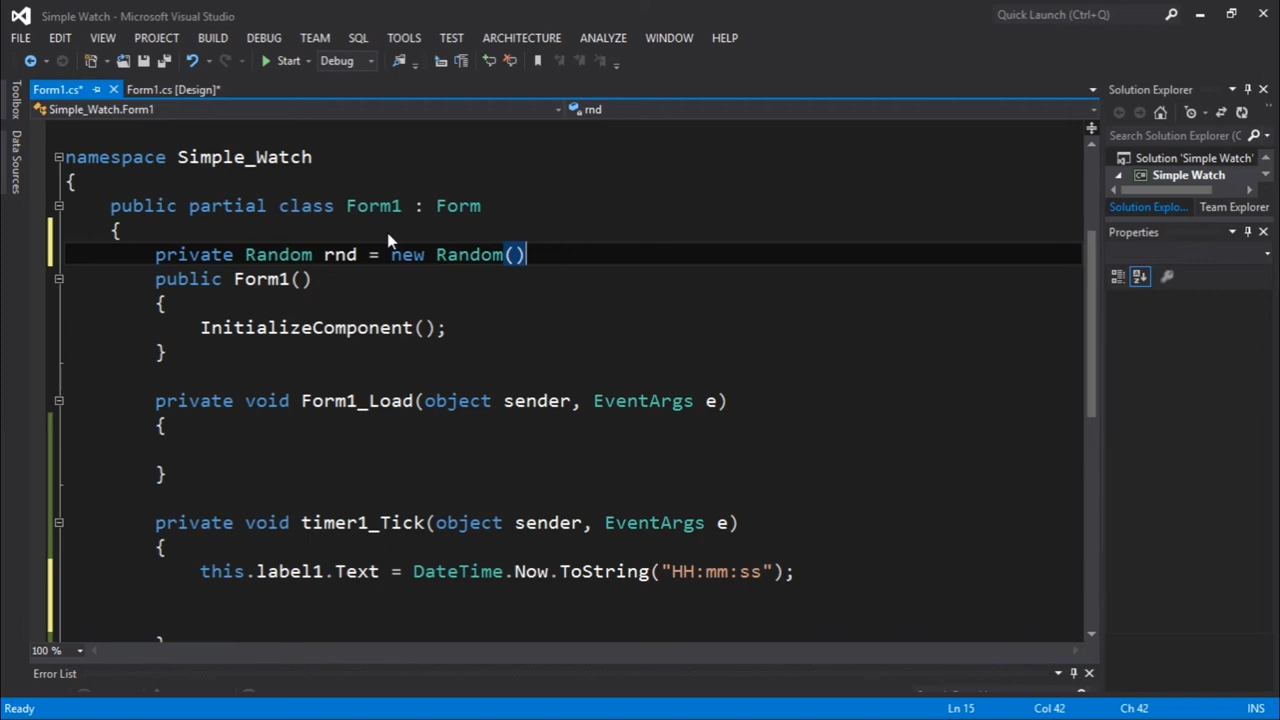 Simple Watch - Microsoft Visual Studio
Quick Launch (Ctrl+Q)
FILE EDIT VIEW PROJECT BUILD DEBUG TEAM SQL TOOLS TEST ARCHITECTURE ANALYZE WINDOW HELP
Start Debug
Form1.cs* Form1.cs [Design]*
Solution Explorer
Simple_Watch.Form1 rnd
Toolbox
Data Sources
Search Solution Explorer (C
Solution 'Simple Watch'
Simple Watch
Solution Explo... Team Explorer
Properties
namespace Simple_Watch
{
public partial class Form1 : Form
{
private Random rnd = new Random()
public Form1()
{
InitializeComponent();
}
private void Form1_Load(object sender, EventArgs e)
{
}
private void timer1_Tick(object sender, EventArgs e)
{
this.label1.Text = DateTime.Now.ToString("HH:mm:ss");
}
100 %
Error List
Ready Ln 15 Col 42 Ch 42 INS